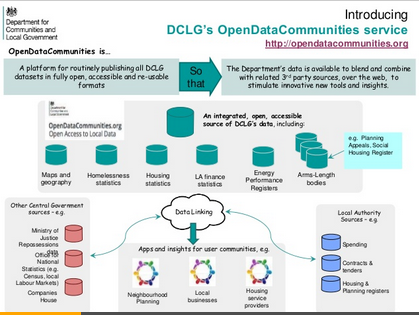 Department for
Communities and
Local Government
Introducing
DCLG's OpenDataCommunities service
http://opendatacommunities.org
OpenDataCommunities is…
A platform for routinely publishing all DCLG
datasets in fully open, accessible and re-usable
formats
So
that
The Department's data is available to blend and combine
with related 3rd party sources, over the web, to
stimulate innovative new tools and insights.
OpenDataCommunities.org
Open Access to Local Data
An integrated, open, accessible
source of DCLG's data, including:
e.g. Planning
Appeals, Social
Housing Register
Maps and
geography
Homelessness
statistics
Housing
statistics
LA finance
statistics
Energy
Performance
Registers
Arms-Length
bodies
Other Central Government
sources – e.g.
Ministry of
Justice
Repossessions
data
Office for
National
Statistics (e.g.
Census, local
Labour Markets)
Companies
House
Data Linking
Apps and insights for user communities, e.g.
Neighbourhood
Planning
Local
businesses
Housing
service
providers
Local Authority
Sources – e.g.
Spending
Contracts &
tenders
Housing &
Planning registers